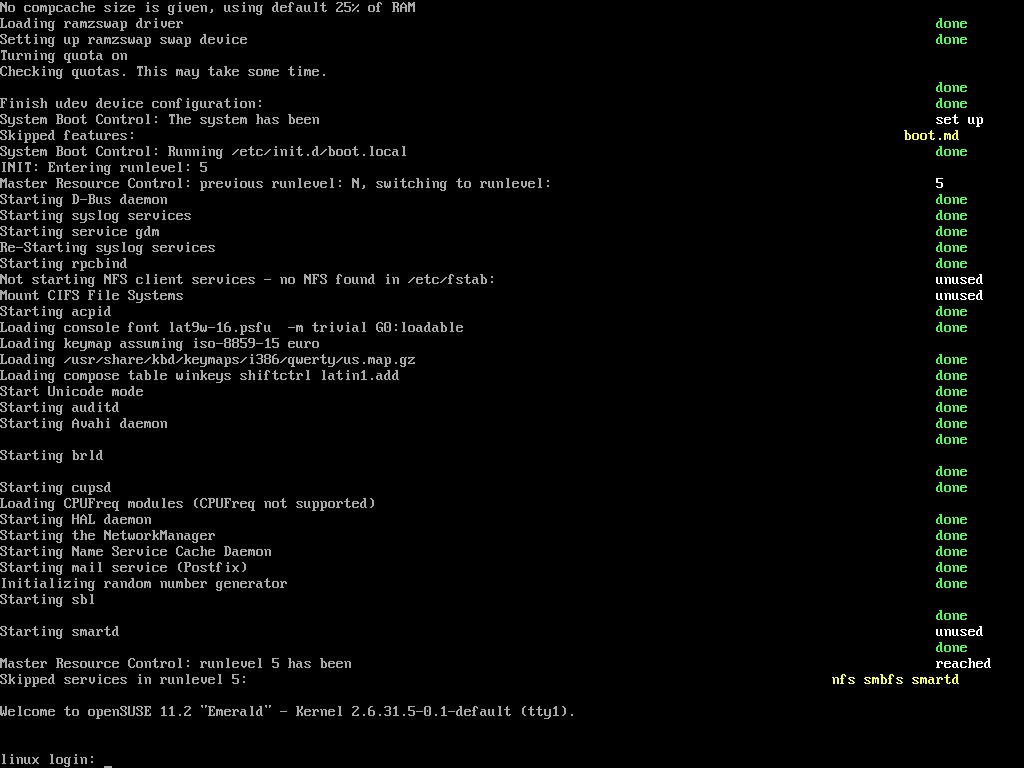 No compcache size is given, using default 25% of RAM
Loading ramzswap driver done
Setting up ramzswap swap device done
Turning quota on
Checking quotas. This may take some time.
done
Finish udev device configuration: done
System Boot Control: The system has been set up
Skipped features: boot.md
System Boot Control: Running /etc/init.d/boot.local done
INIT: Entering runlevel: 5
Master Resource Control: previous runlevel: N, switching to runlevel: 5
Starting D-Bus daemon done
Starting syslog services done
Starting service gdm done
Re-Starting syslog services done
Starting rpcbind done
Not starting NFS client services - no NFS found in /etc/fstab: unused
Mount CIFS File Systems unused
Starting acpid done
Loading console font lat9w-16.psfu  -m trivial G0:loadable done
Loading keymap assuming iso-8859-15 euro
Loading /usr/share/kbd/keymaps/i386/qwerty/us.map.gz done
Loading compose table winkeys shiftctrl latin1.add done
Start Unicode mode done
Starting auditd done
Starting Avahi daemon done
done
Starting brld
done
Starting cupsd done
Loading CPUFreq modules (CPUFreq not supported)
Starting HAL daemon done
Starting the NetworkManager done
Starting Name Service Cache Daemon done
Starting mail service (Postfix) done
Initializing random number generator done
Starting sbl
done
Starting smartd unused
done
Master Resource Control: runlevel 5 has been reached
Skipped services in runlevel 5: nfs smbfs smartd
Welcome to openSUSE 11.2 "Emerald" - Kernel 2.6.31.5-0.1-default (tty1).
linux login: _